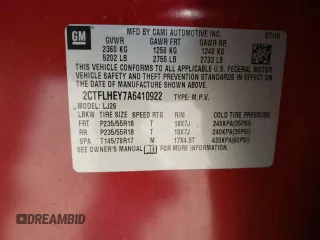 GM
MFD BY CAMI AUTOMOTIVE INC
07/10
GVWR GAWR FRT GAWR RR
2360 KG 1250 KG 1240 KG
5202 LB 2755 LB 2733 LB
THIS VEHICLE CONFORMS TO ALL APPLICABLE U.S. FEDERAL MOTOR
VEHICLE SAFETY, BUMPER, AND THEFT PREVENTION STANDARDS
IN EFFECT ON THE DATE OF MANUFACTURE SHOWN ABOVE.
2CTFLHEY7A6410922 TYPE: M.P.V.
MODEL: LJ26
LBKW TIRE SIZE SPEED RTG RIM COLD TIRE PRESSURE
FRT P235/55R18 T 18X7J 240KPA(35PSI)
RR P235/55R18 T 18X7J 240KPA(35PSI)
SPA T145/70R17 M 17X4.5T 420KPA(60PSI)
SEE OWNER'S MANUAL FOR ADDITIONAL INFORMATION.
DREAMBID